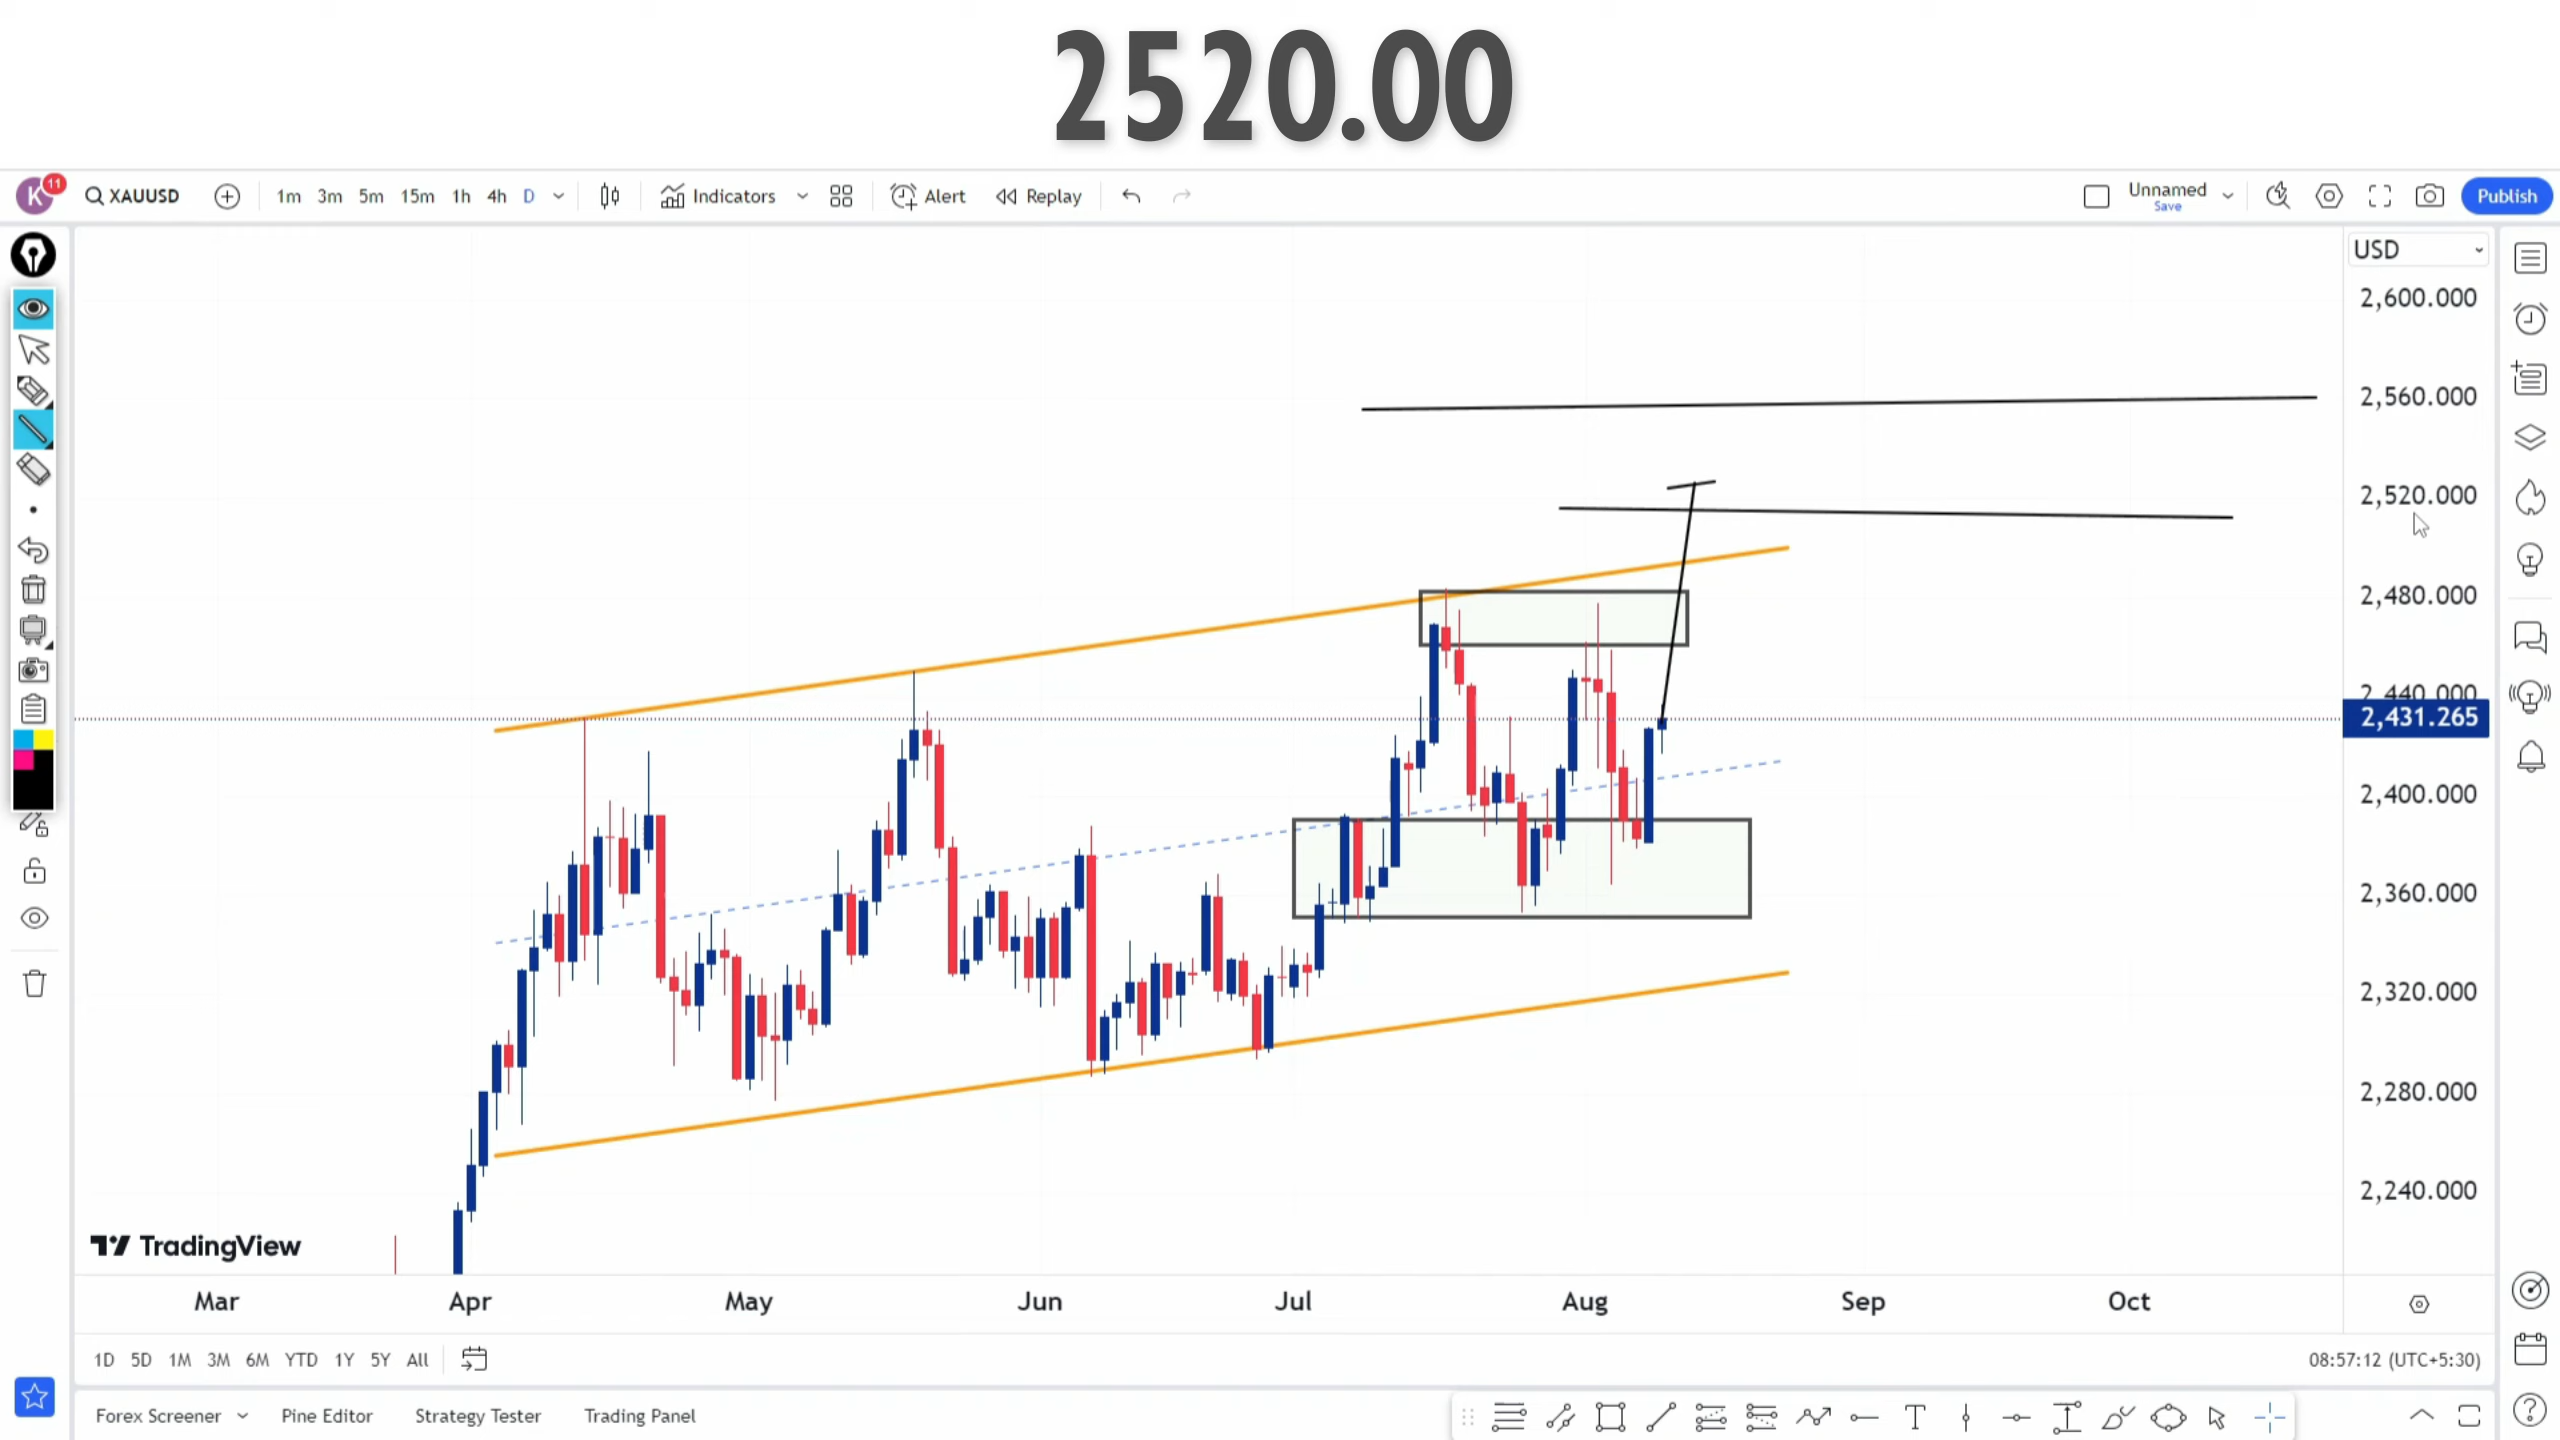 2520.00
K 11 XAUUSD 1m 3m 5m 15m 1h 4h D Indicators Alert Replay Unnamed Save Publish
USD
2,600.000
2,560.000
2,520.000
2,480.000
2,440.000
2,431.265
2,400.000
2,360.000
2,320.000
2,280.000
2,240.000
TradingView
Mar Apr May Jun Jul Aug Sep Oct
1D 5D 1M 3M 6M YTD 1Y 5Y All 08:57:12 (UTC+5:30)
Forex Screener Pine Editor Strategy Tester Trading Panel